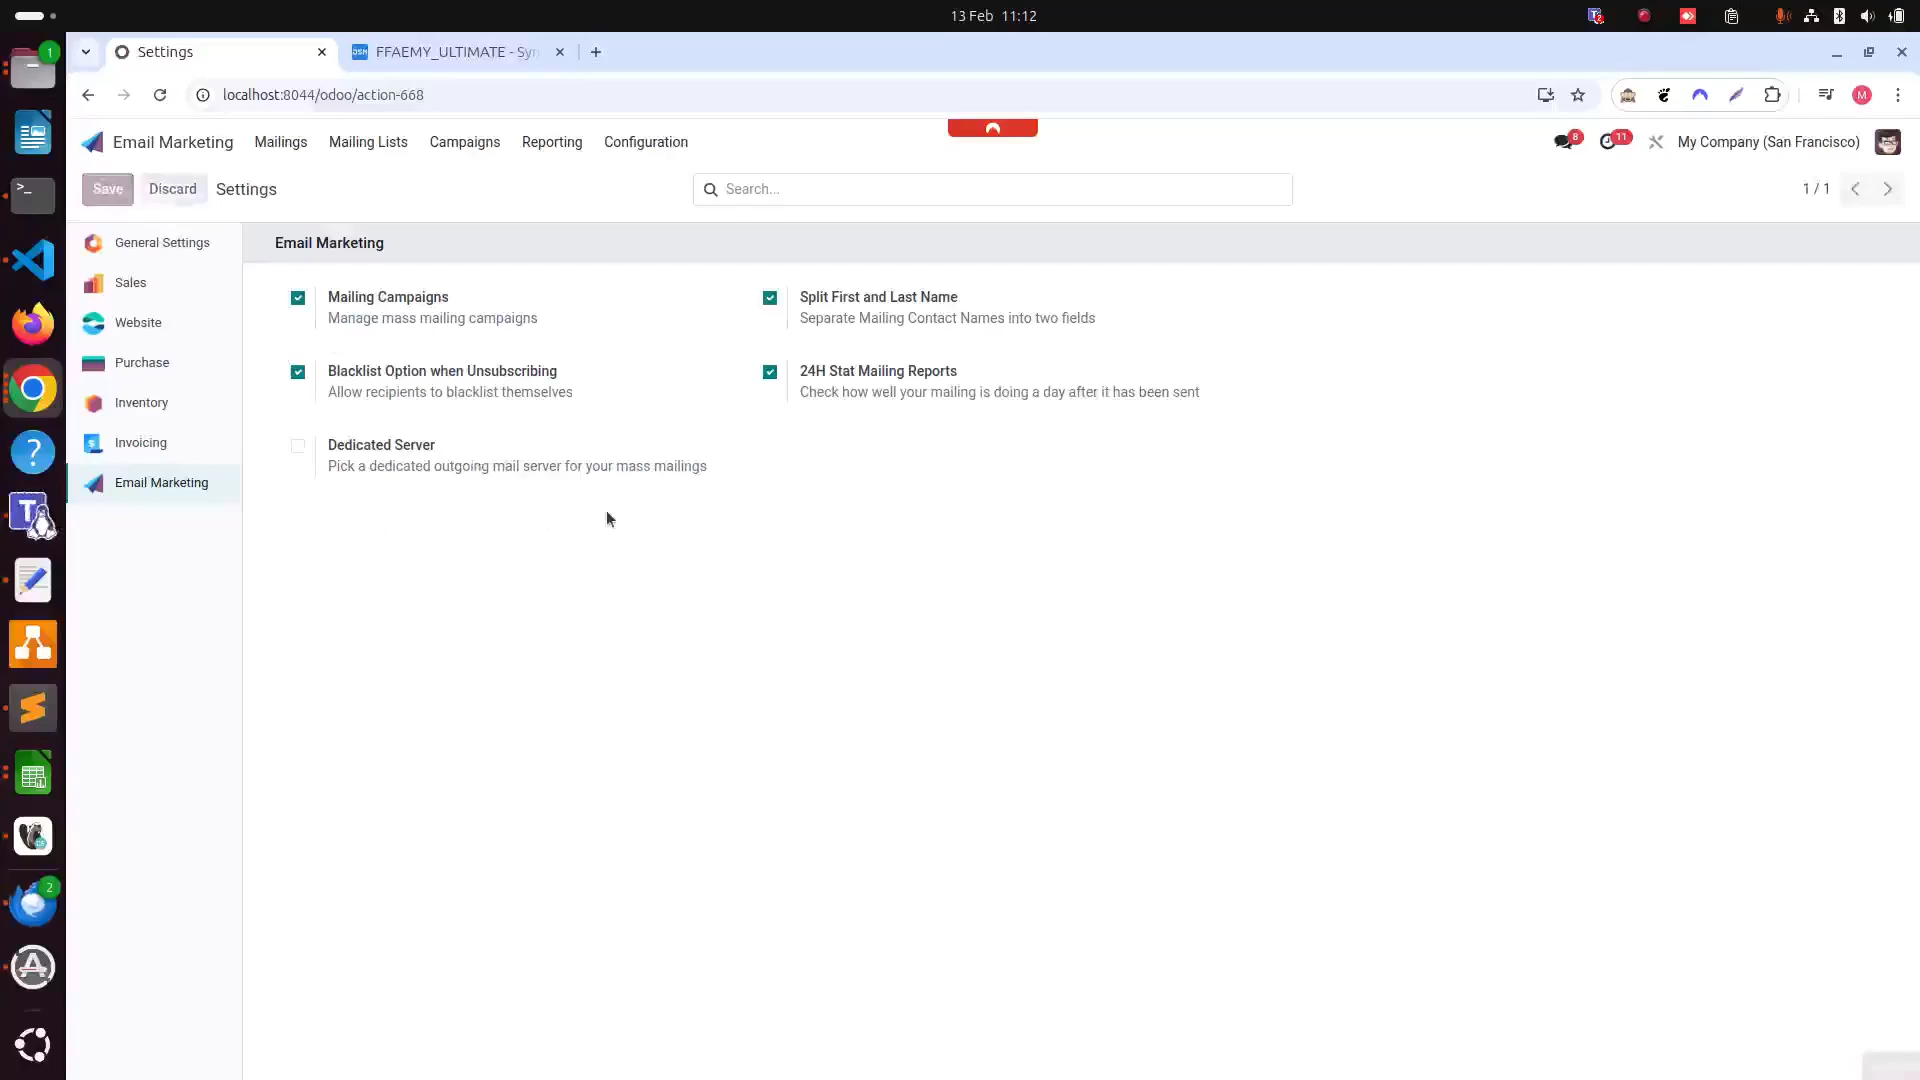 13 Feb 11:12
1
Settings
FFAEMY_ULTIMATE - Syn
localhost:8044/odoo/action-668
M
Email Marketing
Mailings
Mailing Lists
Campaigns
Reporting
Configuration
8
11
My Company (San Francisco)
Save
Discard
Settings
Search...
1 / 1
General Settings
Sales
Website
Purchase
Inventory
Invoicing
Email Marketing
Email Marketing
Mailing Campaigns
Manage mass mailing campaigns
Split First and Last Name
Separate Mailing Contact Names into two fields
Blacklist Option when Unsubscribing
Allow recipients to blacklist themselves
24H Stat Mailing Reports
Check how well your mailing is doing a day after it has been sent
Dedicated Server
Pick a dedicated outgoing mail server for your mass mailings
2